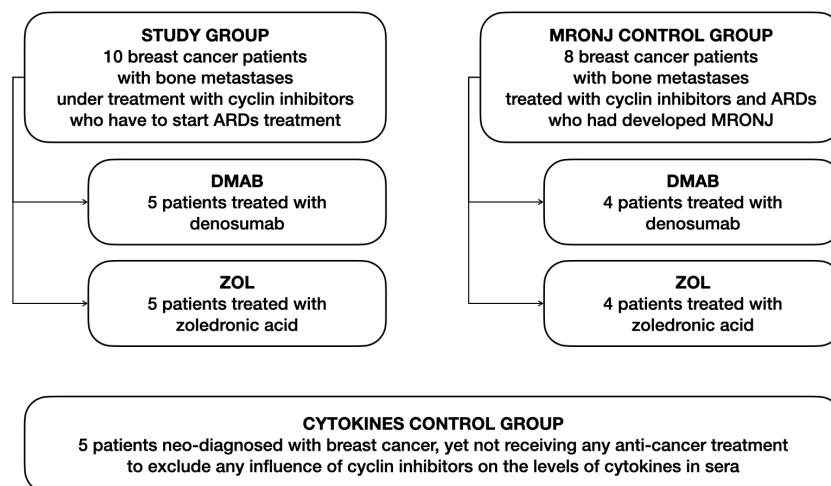 STUDY GROUP
10 breast cancer patients
with bone metastases
under treatment with cyclin inhibitors
who have to start ARDs treatment
DMAB
5 patients treated with
denosumab
ZOL
5 patients treated with
zoledronic acid
MRONJ CONTROL GROUP
8 breast cancer patients
with bone metastases
treated with cyclin inhibitors and ARDs
who had developed MRONJ
DMAB
4 patients treated with
denosumab
ZOL
4 patients treated with
zoledronic acid
CYTOKINES CONTROL GROUP
5 patients neo-diagnosed with breast cancer, yet not receiving any anti-cancer treatment
to exclude any influence of cyclin inhibitors on the levels of cytokines in sera